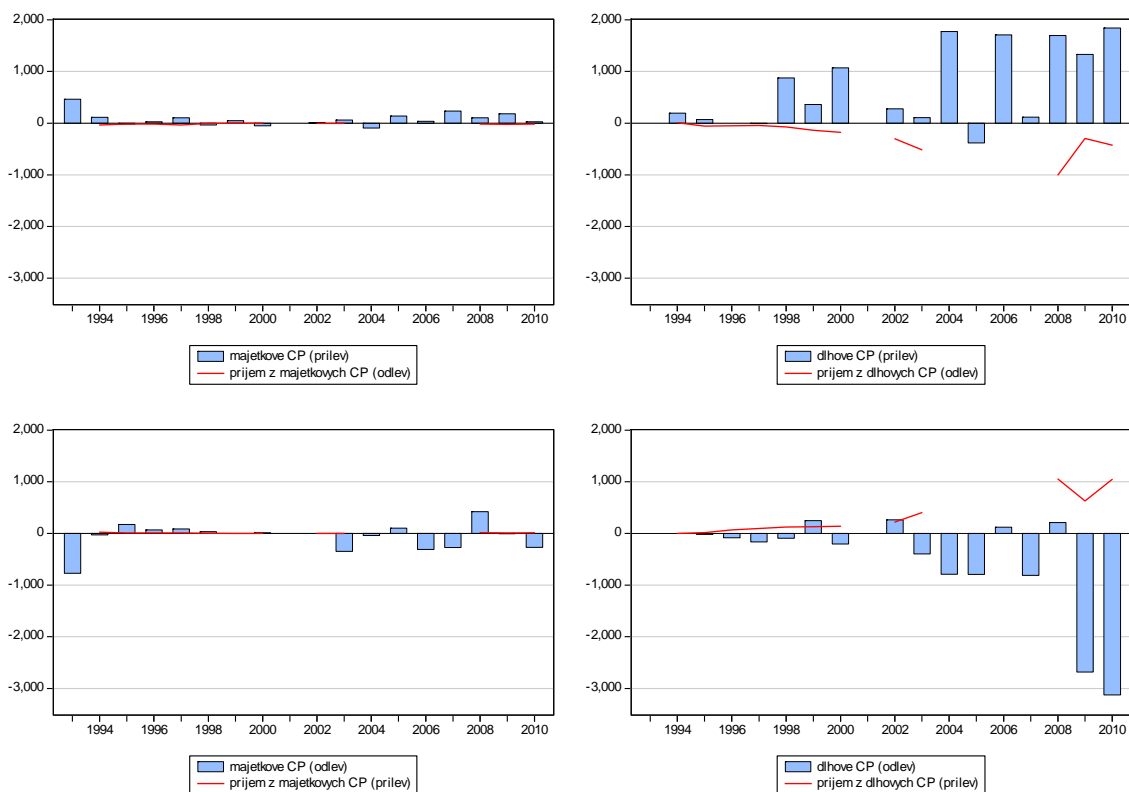 2,000
1,000
0
-1,000
-2,000
-3,000
1994 1996 1998 2000 2002 2004 2006 2008 2010
majetkove CP (prilev)
prijem z majetkovych CP (odlev)
2,000
1,000
0
-1,000
-2,000
-3,000
1994 1996 1998 2000 2002 2004 2006 2008 2010
dlhove CP (prilev)
prijem z dlhovych CP (odlev)
2,000
1,000
0
-1,000
-2,000
-3,000
1994 1996 1998 2000 2002 2004 2006 2008 2010
majetkove CP (odlev)
prijem z majetkovych CP (prilev)
2,000
1,000
0
-1,000
-2,000
-3,000
1994 1996 1998 2000 2002 2004 2006 2008 2010
dlhove CP (odlev)
prijem z dlhovych CP (prilev)